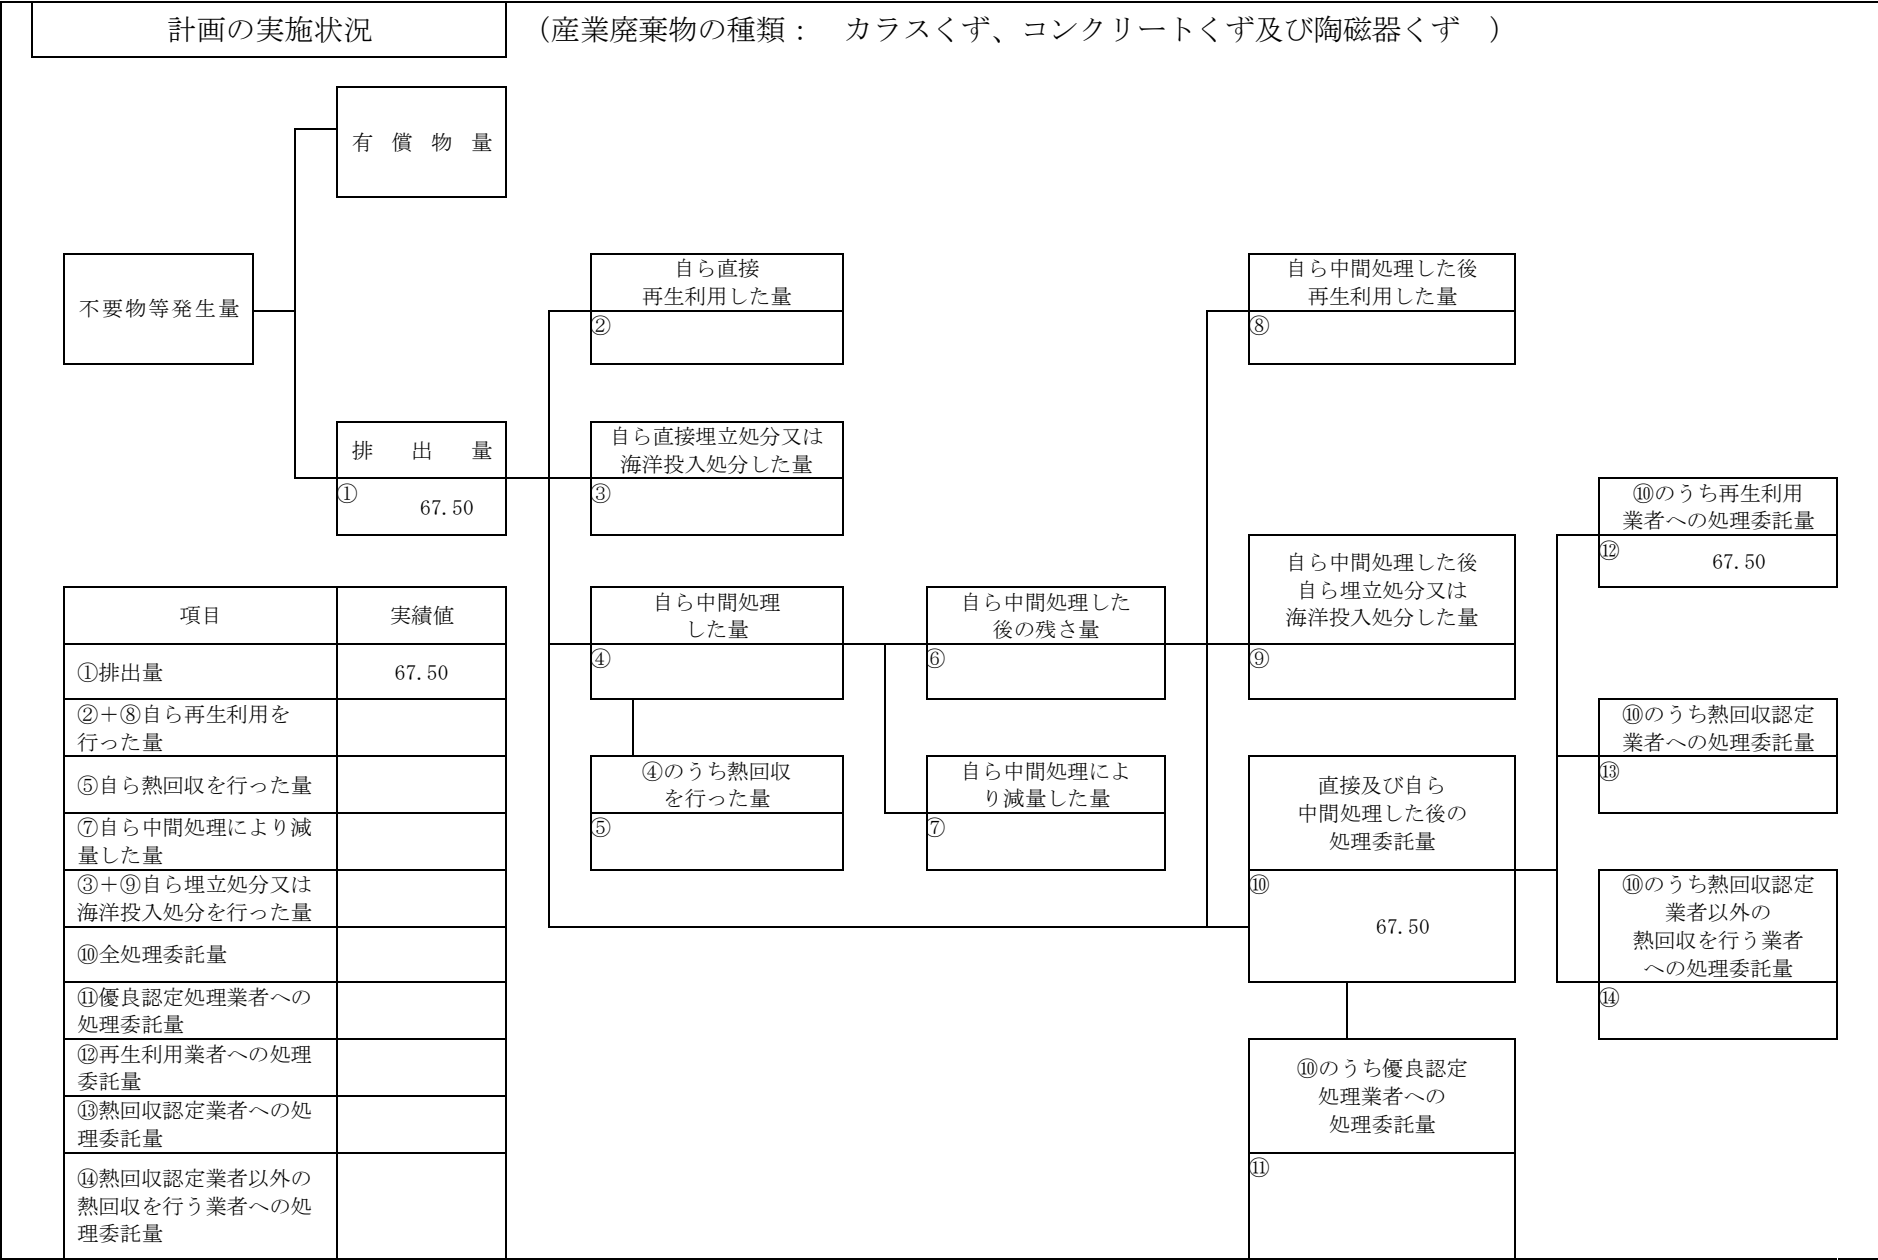 計画の実施状況
（産業廃棄物の種類：　カラスくず、コンクリートくず及び陶磁器くず　）
有 償 物 量
不要物等発生量
自ら直接
再生利用した量
②
自ら中間処理した後
再生利用した量
⑧
排 出 量
①
67.50
自ら直接埋立処分又は
海洋投入処分した量
③
⑩のうち再生利用
業者への処理委託量
⑫
67.50
自ら中間処理
した量
④
自ら中間処理した
後の残さ量
⑥
自ら中間処理した後
自ら埋立処分又は
海洋投入処分した量
⑨
⑩のうち熱回収認定
業者への処理委託量
⑬
④のうち熱回収
を行った量
⑤
自ら中間処理によ
り減量した量
⑦
直接及び自ら
中間処理した後の
処理委託量
⑩
67.50
⑩のうち熱回収認定
業者以外の
熱回収を行う業者
への処理委託量
⑭
⑩のうち優良認定
処理業者への
処理委託量
⑪
項目　実績値
①排出量　67.50
②＋⑧自ら再生利用を
行った量
⑤自ら熱回収を行った量
⑦自ら中間処理により減
量した量
③＋⑨自ら埋立処分又は
海洋投入処分を行った量
⑩全処理委託量
⑪優良認定処理業者への
処理委託量
⑫再生利用業者への処理
委託量
⑬熱回収認定業者への処
理委託量
⑭熱回収認定業者以外の
熱回収を行う業者への処
理委託量